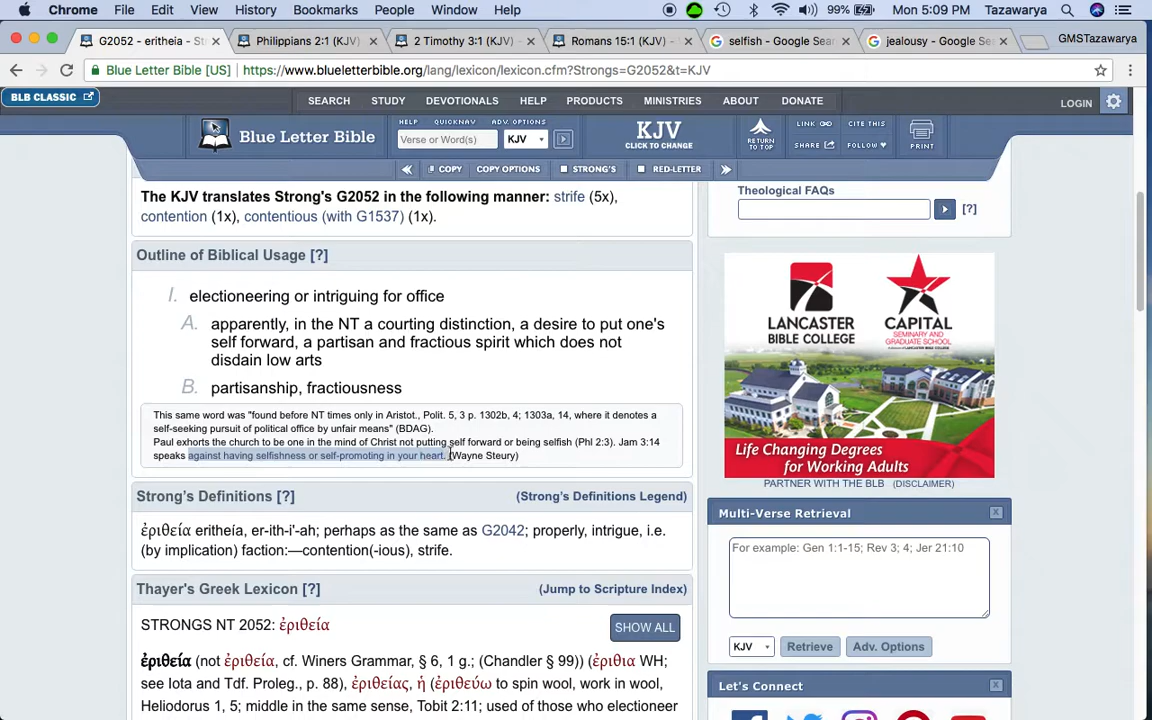 Chrome File Edit View History Bookmarks People Window Help 99% Mon 5:09 PM Tazawarya
G2052 - eritheia - St Philippians 2:1 (KJV) 2 Timothy 3:1 (KJV) Romans 15:1 (KJV) selfish - Google Sear jealousy - Google Sea GMSTazawarya
Blue Letter Bible [US] https://www.blueletterbible.org/lang/lexicon/lexicon.cfm?Strongs=G2052&t=KJV
BLB CLASSIC
SEARCH STUDY DEVOTIONALS HELP PRODUCTS MINISTRIES ABOUT DONATE LOGIN
HELP QUICKNAV ADV. OPTIONS
Blue Letter Bible
Verse or Word(s) KJV
KJV
CLICK TO CHANGE
RETURN
TO TOP
LINK CITE THIS
SHARE FOLLOW
PRINT
COPY COPY OPTIONS STRONG'S RED-LETTER
The KJV translates Strong's G2052 in the following manner: strife (5x),
contention (1x), contentious (with G1537) (1x).
Outline of Biblical Usage [?]
I. electioneering or intriguing for office
A. apparently, in the NT a courting distinction, a desire to put one's
self forward, a partisan and fractious spirit which does not
disdain low arts
B. partisanship, fractiousness
This same word was "found before NT times only in Aristot., Polit. 5, 3 p. 1302b, 4; 1303a, 14, where it denotes a
self-seeking pursuit of political office by unfair means" (BDAG).
Paul exhorts the church to be one in the mind of Christ not putting self forward or being selfish (Phl 2:3). Jam 3:14
speaks against having selfishness or self-promoting in your heart. (Wayne Steury)
Strong's Definitions [?] (Strong's Definitions Legend)
ἐριθεία eritheía, er-ith-i'-ah; perhaps as the same as G2042; properly, intrigue, i.e.
(by implication) faction:—contention(-ious), strife.
Thayer's Greek Lexicon [?] (Jump to Scripture Index)
STRONGS NT 2052: ἐριθεία SHOW ALL
ἐριθεία (not ἐρίθεία, cf. Winers Grammar, § 6, 1 g.; (Chandler § 99)) (ἐριθια WH;
see Iota and Tdf. Proleg., p. 88), ἐριθείας, ἡ (ἐριθεύω to spin wool, work in wool,
Heliodorus 1, 5; middle in the same sense, Tobit 2:11; used of those who electioneer
Theological FAQs
[?]
LANCASTER
BIBLE COLLEGE
CAPITAL
SEMINARY AND
GRADUATE SCHOOL
Life Changing Degrees
for Working Adults
PARTNER WITH THE BLB (DISCLAIMER)
Multi-Verse Retrieval
For example: Gen 1:1-15; Rev 3; 4; Jer 21:10
KJV Retrieve Adv. Options
Let's Connect